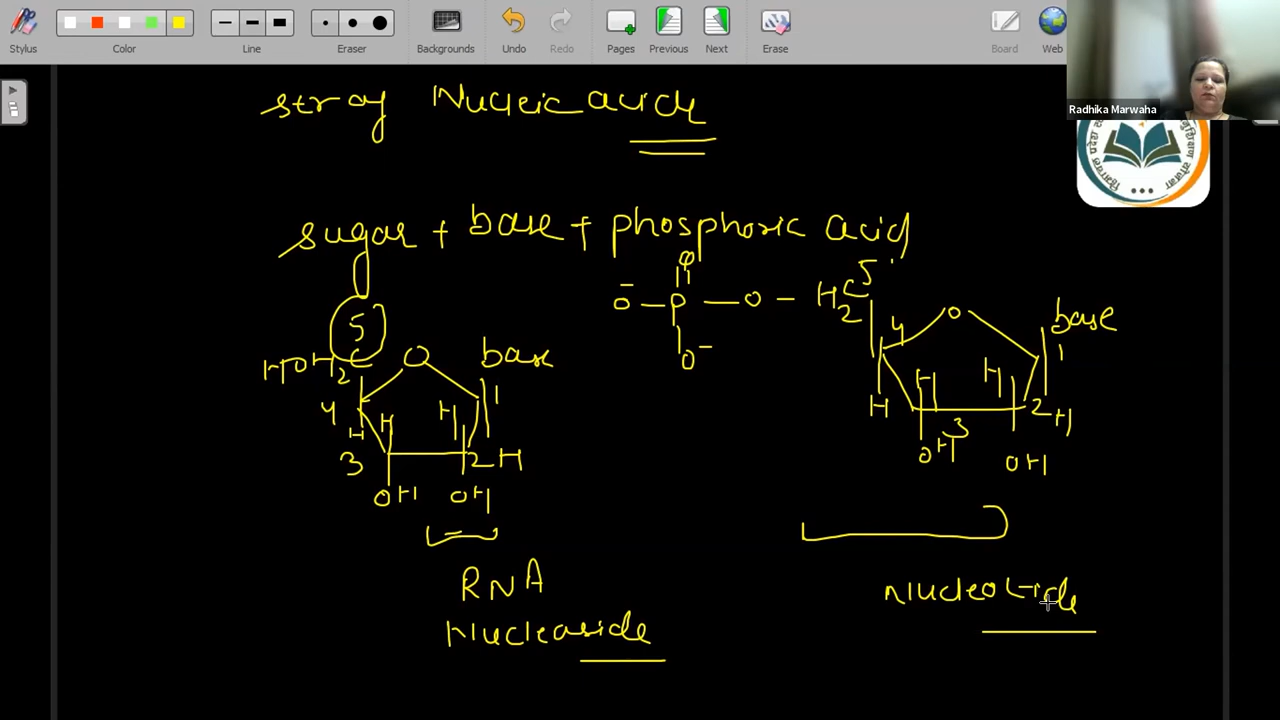 Stylus
Color
Line
Eraser
Backgrounds
Undo
Redo
Pages
Previous
Next
Erase
Board
Web
Radhika Marwaha
Nucleic acid
sugar + base + phosphoric acid
5
HOH2C
O
base
4
H
H
H
1
3
2
H
OH
OH
RNA
Nucleaside
O
O- — P — O — H2C 5'
O-
O
base
4
1
H
H
H
2
H
3
OH
OH
Nucleotide